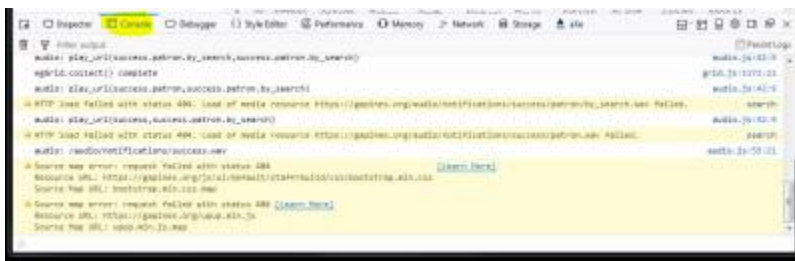 Inspector Console Debugger Style Editor Performance Memory Network Storage
Filter output Persist Logs
audio: play_url(success.patron.by_search,success.patron.by_search) audio.js:42:9
egGrid.collect() complete grid.js:1172:21
audio: play_url(success.patron,success.patron.by_search) audio.js:42:9
HTTP load failed with status 404. Load of media resource https://gapines.org/audio/notifications/success/patron/by_search.wav failed. search
audio: play_url(success,success.patron.by_search) audio.js:42:9
HTTP load failed with status 404. Load of media resource https://gapines.org/audio/notifications/success/patron.wav failed. search
audio: /audio/notifications/success.wav
Source map error: request failed with status 404 [Learn More]
Resource URL: https://gapines.org/js/ui/default/staff/build/css/bootstrap.min.css
Source Map URL: bootstrap.min.css.map
Source map error: request failed with status 404 [Learn More]
Resource URL: https://gapines.org/upup.min.js
Source Map URL: upup.min.js.map